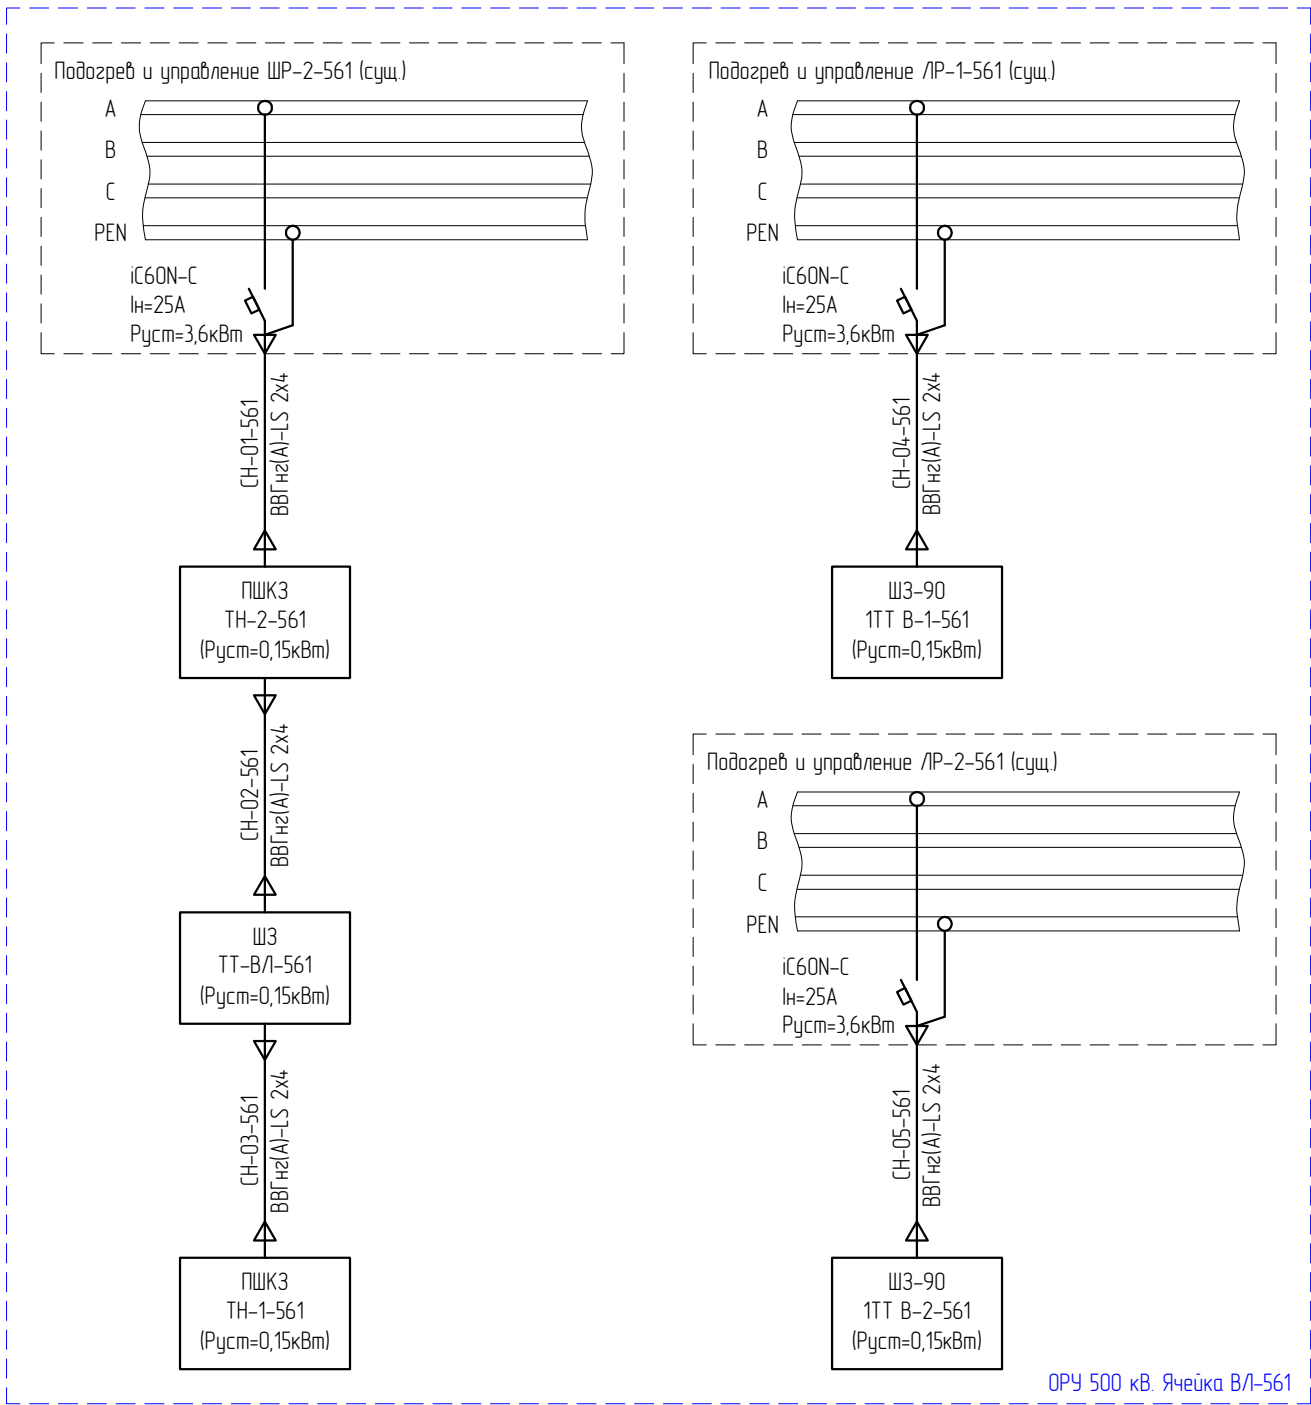 Подогрев и управление ШР-2-561 (сущ.)
A
B
C
PEN
iC60N-C
Iн=25А
Руст=3,6кВт
СН-01-561
ВВГнг(А)-LS 2x4
ПШКЗ
ТН-2-561
(Руст=0,15кВт)
СН-02-561
ВВГнг(А)-LS 2x4
ШЗ
ТТ-ВЛ-561
(Руст=0,15кВт)
СН-03-561
ВВГнг(А)-LS 2x4
ПШКЗ
ТН-1-561
(Руст=0,15кВт)
Подогрев и управление ЛР-1-561 (сущ.)
A
B
C
PEN
iC60N-C
Iн=25А
Руст=3,6кВт
СН-04-561
ВВГнг(А)-LS 2x4
ШЗ-90
1ТТ В-1-561
(Руст=0,15кВт)
Подогрев и управление ЛР-2-561 (сущ.)
A
B
C
PEN
iC60N-C
Iн=25А
Руст=3,6кВт
СН-05-561
ВВГнг(А)-LS 2x4
ШЗ-90
1ТТ В-2-561
(Руст=0,15кВт)
ОРУ 500 кВ. Ячейка ВЛ-561